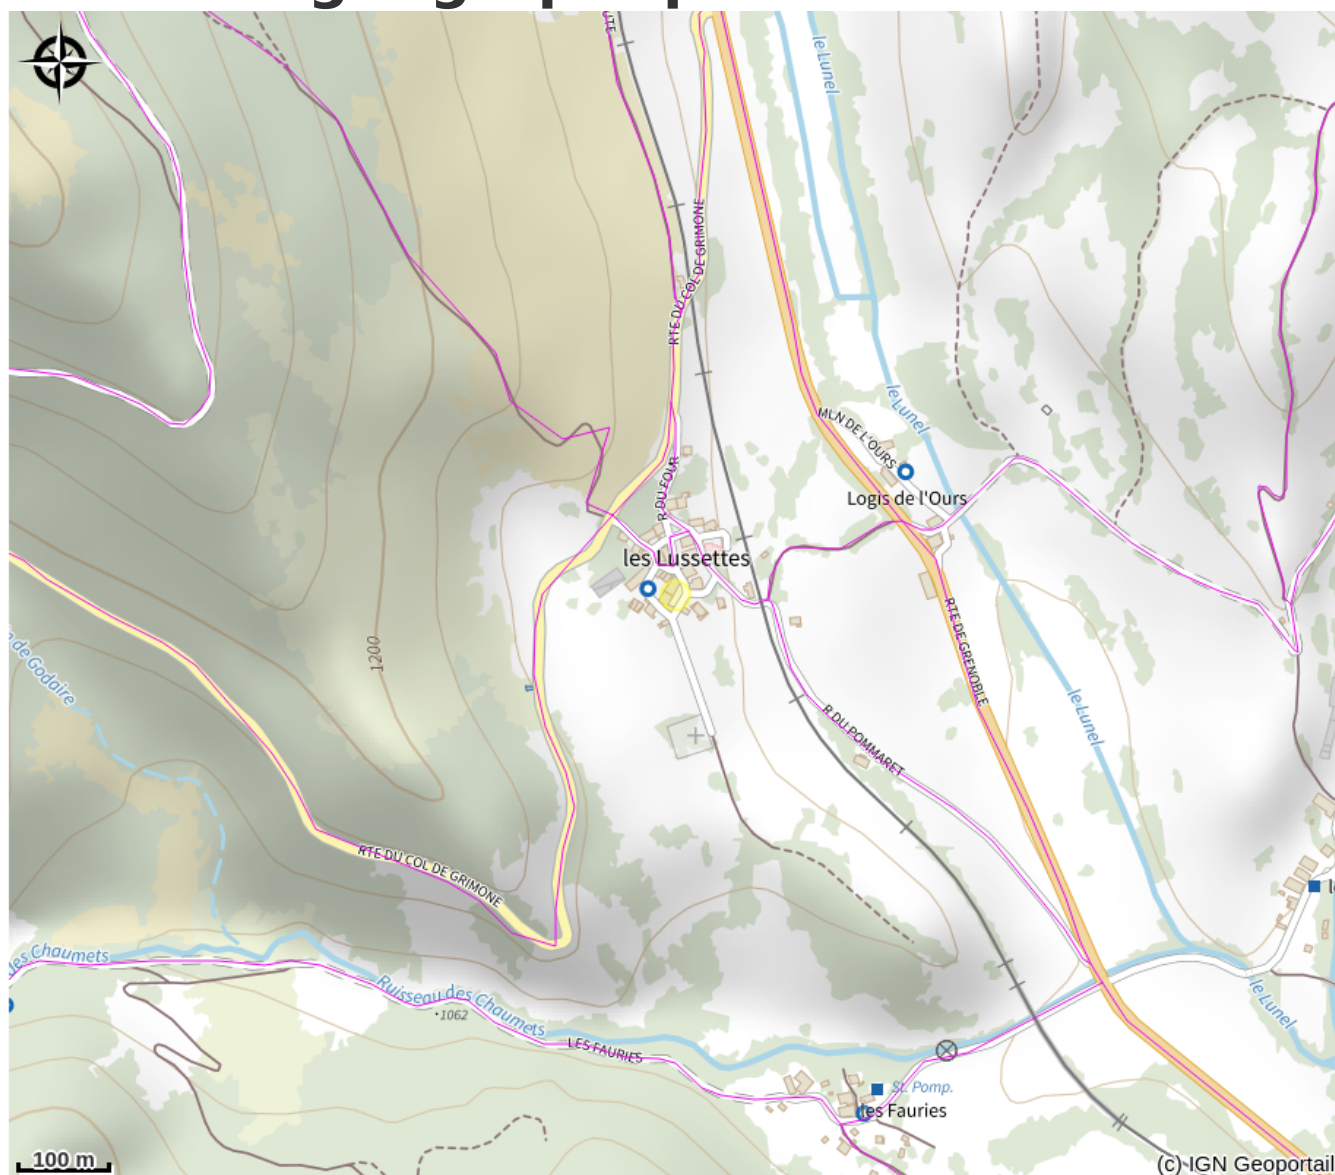 le Lunel
RTE DU COL DE GRIMONE
le Lunel
MLN DE L'OURS
Logis de l'Ours
R DU FOUR
les Lussettes
RTE DE GRENOBLE
1200
de Godaire
le Lunel
R DU POMMARET
RTE DU COL DE GRIMONE
des Chaumets
Ruisseau des Chaumets
1062
le Lunel
LES FAURIES
St. Pomp.
les Fauries
100 m
(c) IGN Geoportail